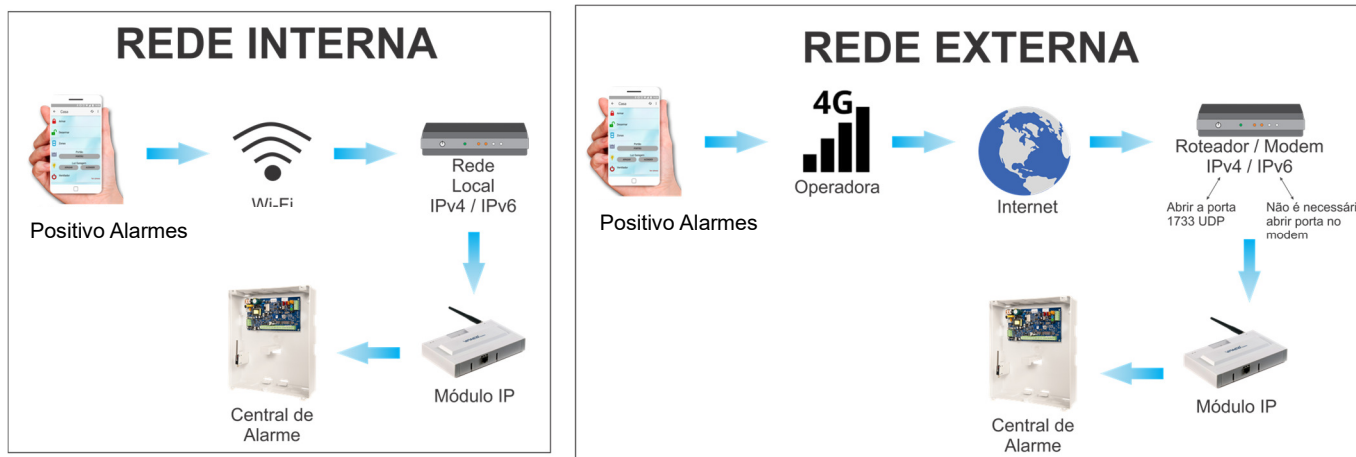 REDE INTERNA
Positivo Alarmes
Wi-Fi
Rede
Local
IPv4 / IPv6
Módulo IP
Central de
Alarme
REDE EXTERNA
Positivo Alarmes
4G
Operadora
Internet
Roteador / Modem
IPv4 / IPv6
Abrir a porta
1733 UDP
Não é necessári
abrir porta no
modem
Módulo IP
Central de
Alarme